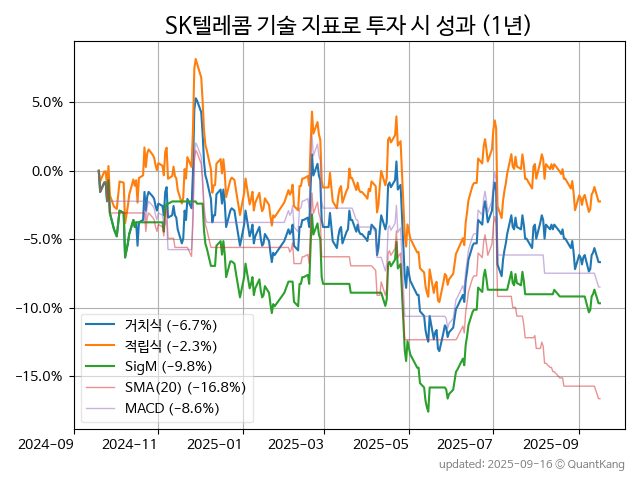 SK텔레콤 기술 지표로 투자 시 성과 (1년)
5.0%
0.0%
−5.0%
−10.0%
−15.0%
거치식 (−6.7%)
적립식 (−2.3%)
SigM (−9.8%)
SMA(20) (−16.8%)
MACD (−8.6%)
2024-09 2024-11 2025-01 2025-03 2025-05 2025-07 2025-09
updated: 2025-09-16 © QuantKang